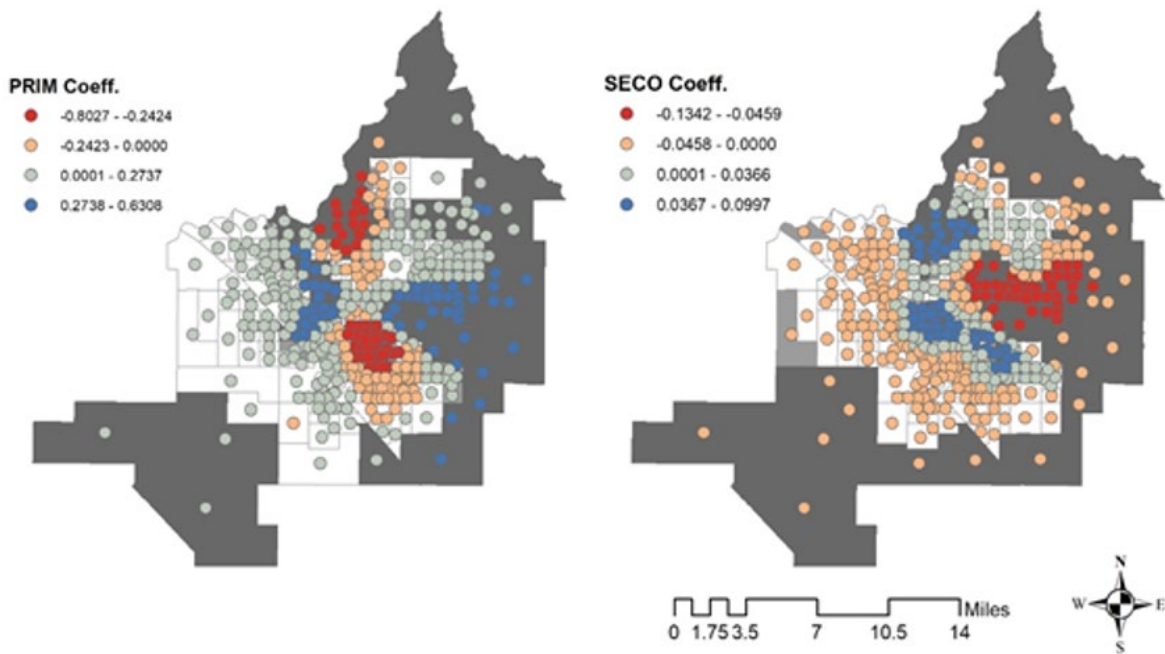 PRIM Coeff.
-0.8027 - -0.2424
-0.2423 - 0.0000
0.0001 - 0.2737
0.2738 - 0.6308
SECO Coeff.
-0.1342 - -0.0459
-0.0458 - 0.0000
0.0001 - 0.0366
0.0367 - 0.0997
Miles
0 1.75 3.5 7 10.5 14
N
W E
S